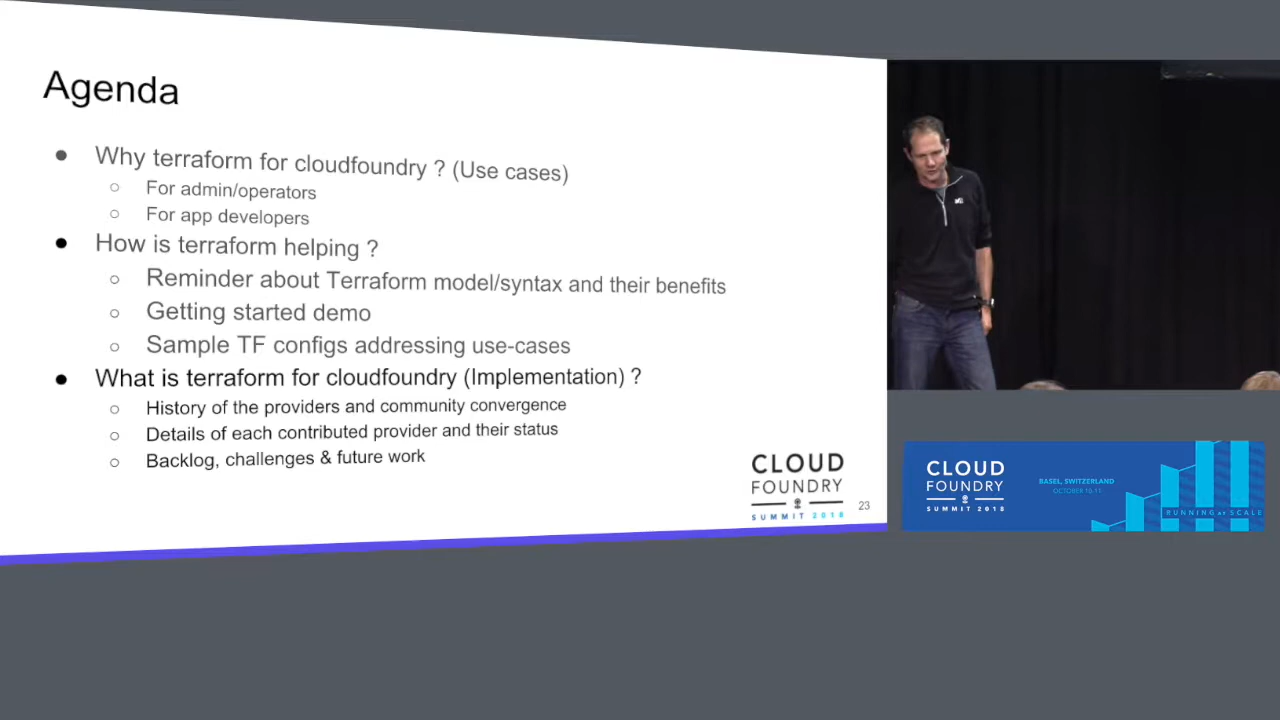 Agenda
Why terraform for cloudfoundry ? (Use cases)
For admin/operators
For app developers
How is terraform helping ?
Reminder about Terraform model/syntax and their benefits
Getting started demo
Sample TF configs addressing use-cases
What is terraform for cloudfoundry (Implementation) ?
History of the providers and community convergence
Details of each contributed provider and their status
Backlog, challenges & future work
CLOUD
FOUNDRY
SUMMIT 2018
23
CLOUD
FOUNDRY
SUMMIT 2018
BASEL, SWITZERLAND
OCTOBER 10-11
RUNNING AT SCALE